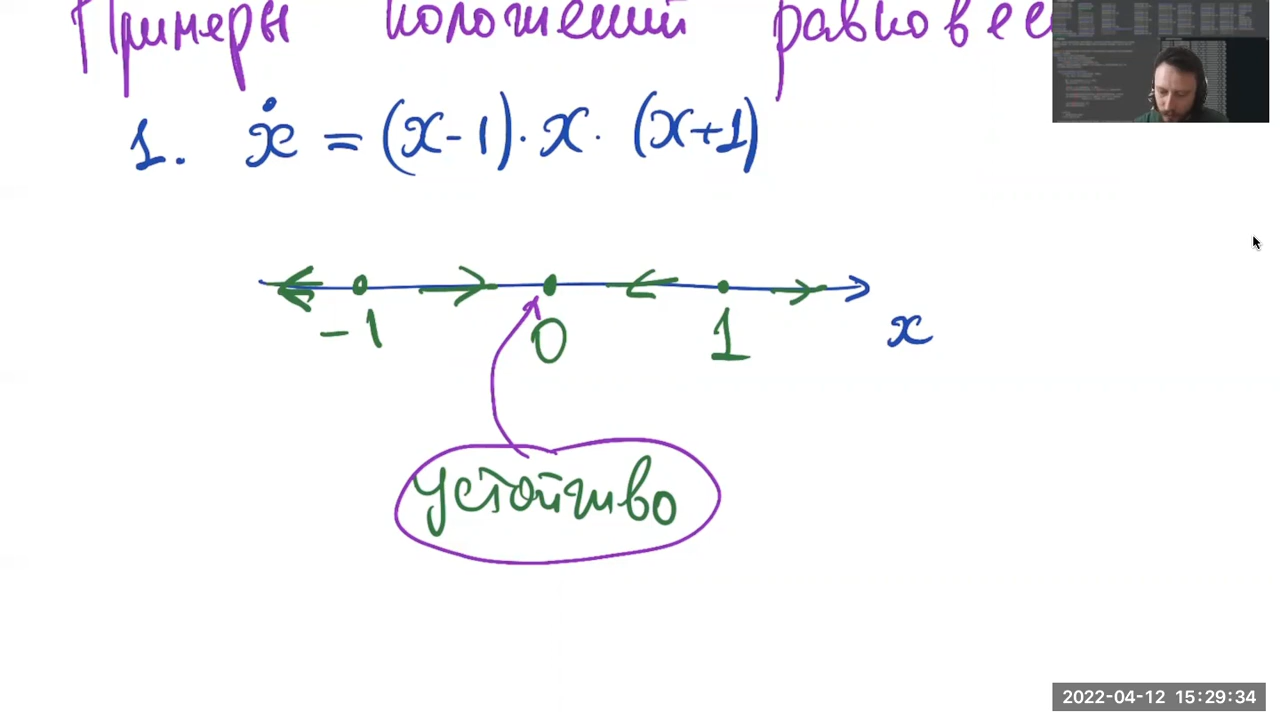 Примеры положений равновес
1. ẋ = (x-1)·x·(x+1)
-1 0 1 x
устойчиво
2022-04-12 15:29:34